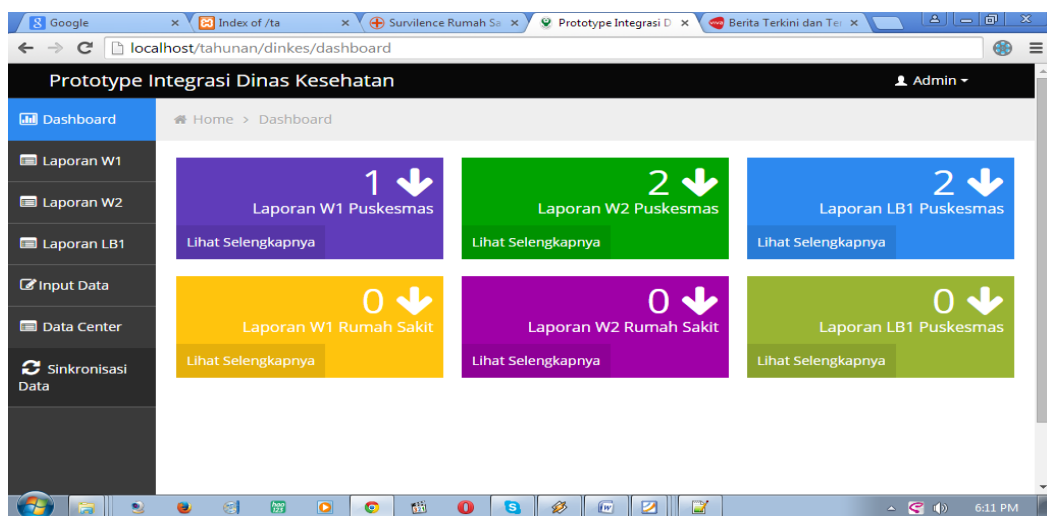 Google
Index of /ta
Survilence Rumah Sa
Prototype Integrasi D
Berita Terkini dan Ter
localhost/tahunan/dinkes/dashboard
Prototype Integrasi Dinas Kesehatan
Admin
Dashboard
Home > Dashboard
Laporan W1
Laporan W2
Laporan LB1
Input Data
Data Center
Sinkronisasi
Data
1
Laporan W1 Puskesmas
Lihat Selengkapnya
2
Laporan W2 Puskesmas
Lihat Selengkapnya
2
Laporan LB1 Puskesmas
Lihat Selengkapnya
0
Laporan W1 Rumah Sakit
Lihat Selengkapnya
0
Laporan W2 Rumah Sakit
Lihat Selengkapnya
0
Laporan LB1 Puskesmas
Lihat Selengkapnya
6:11 PM